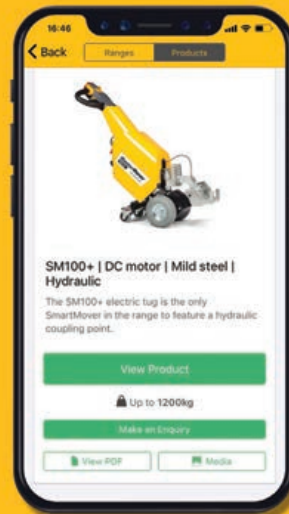 16:46
Back
Ranges
Products
SM100+ | DC motor | Mild steel |
Hydraulic
The SM100+ electric tug is the only
SmartMover in the range to feature a hydraulic
coupling point.
View Product
Up to 1200kg
Make an Enquiry
View PDF
Media